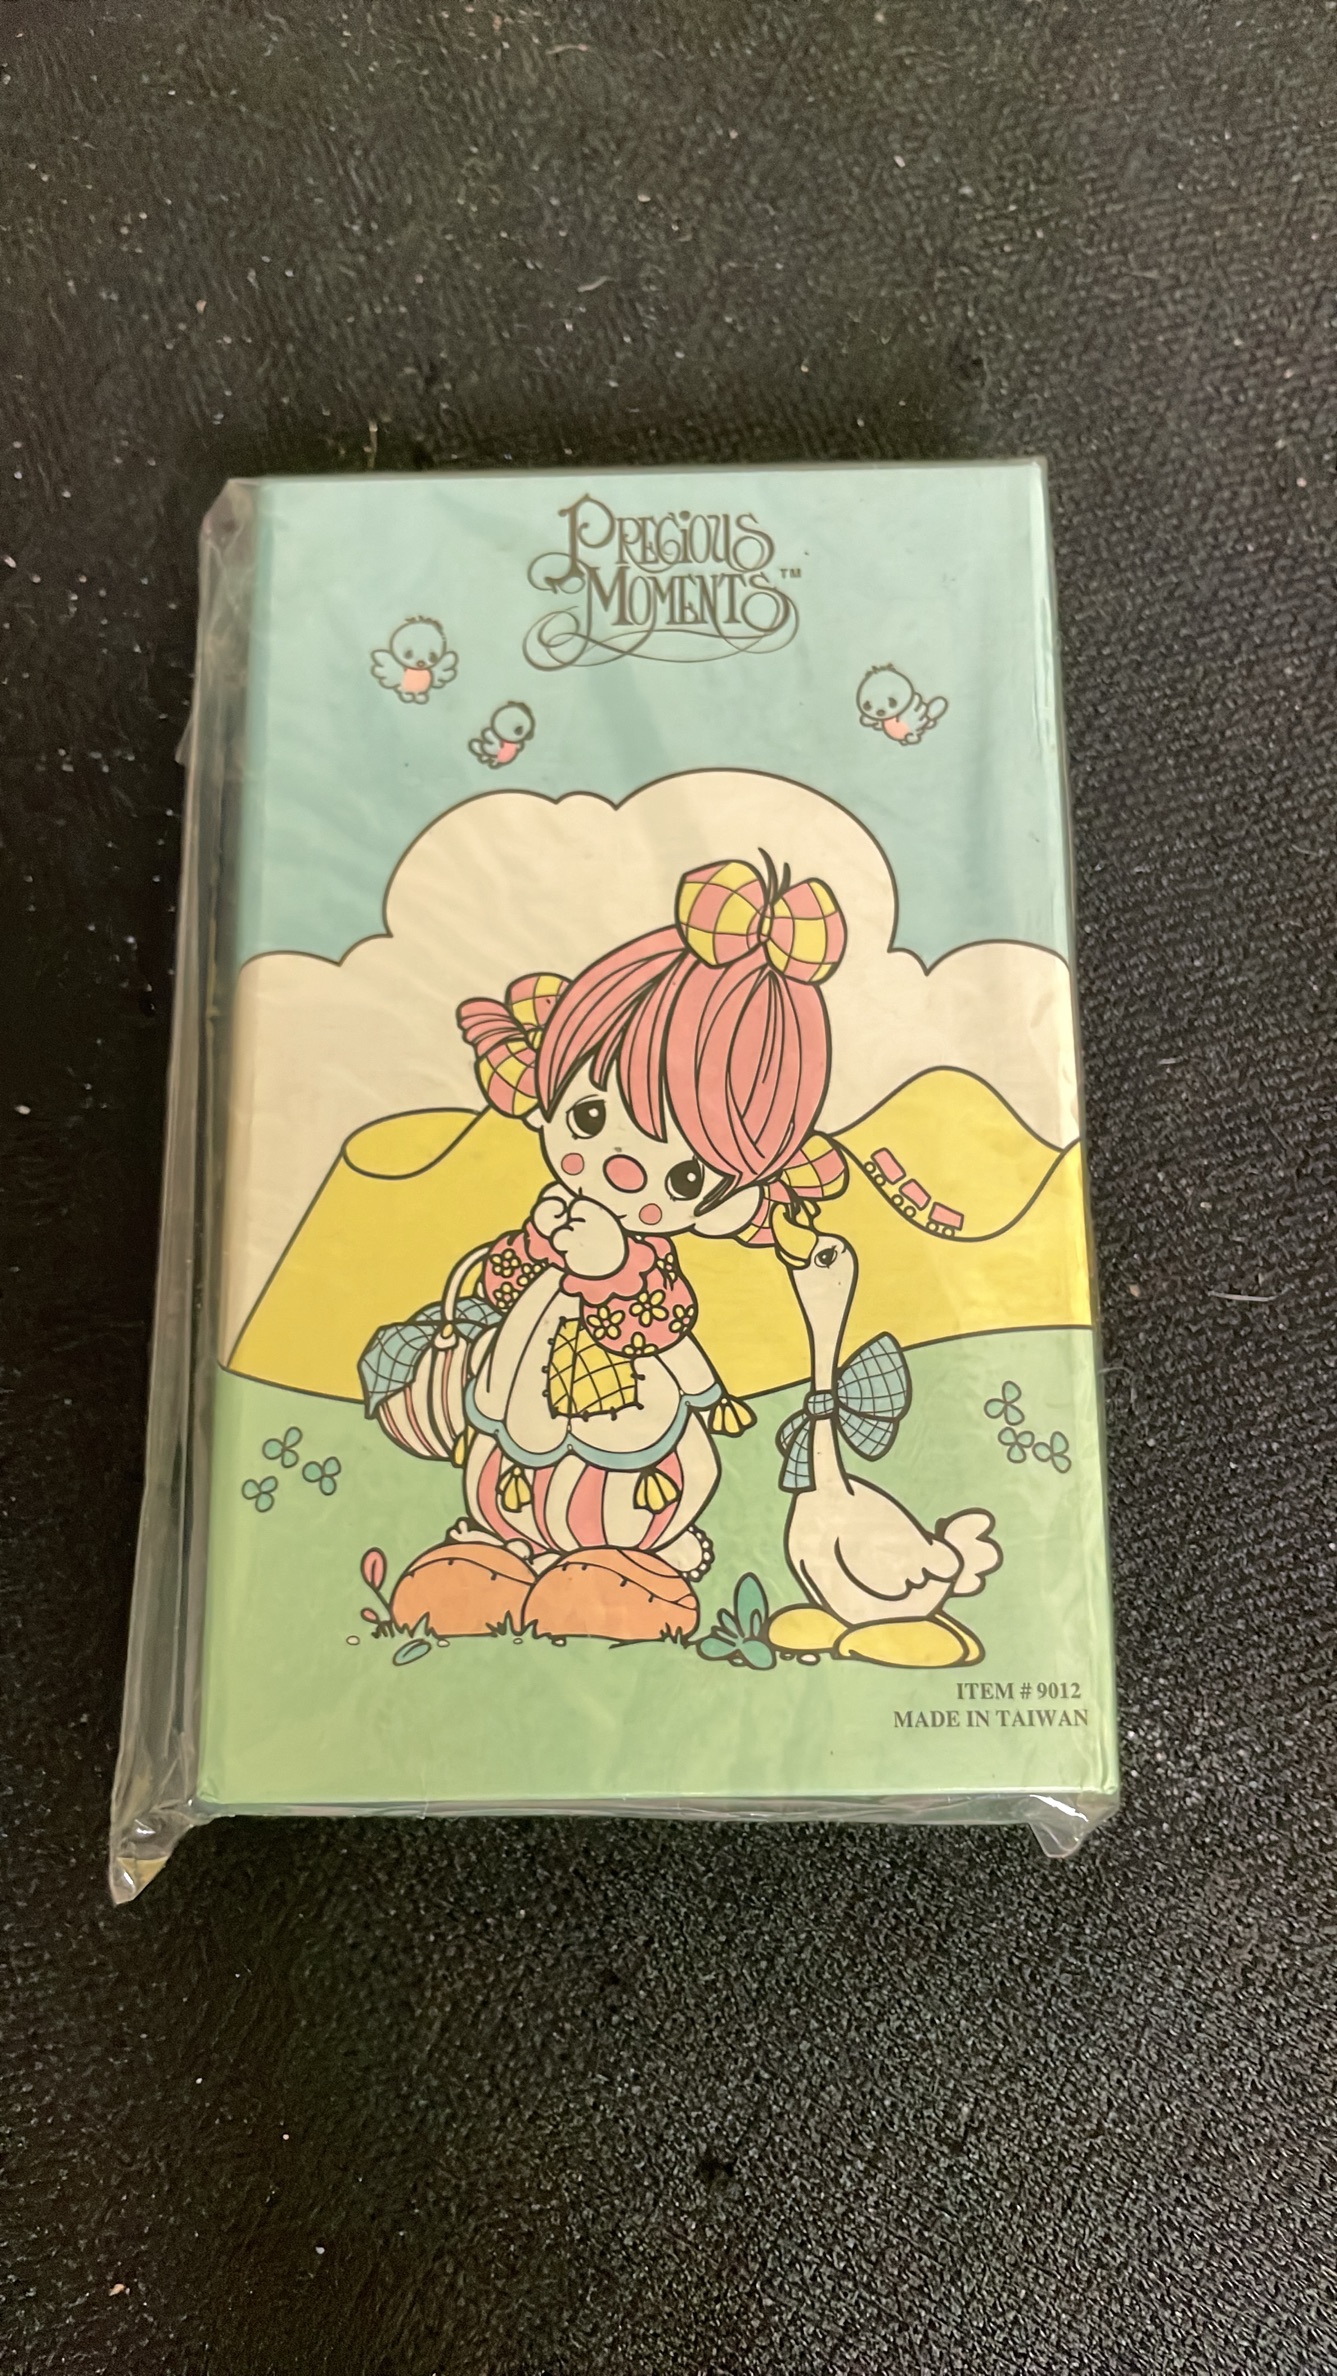 PRECIOUS
MOMENTS™
ITEM # 9012
MADE IN TAIWAN